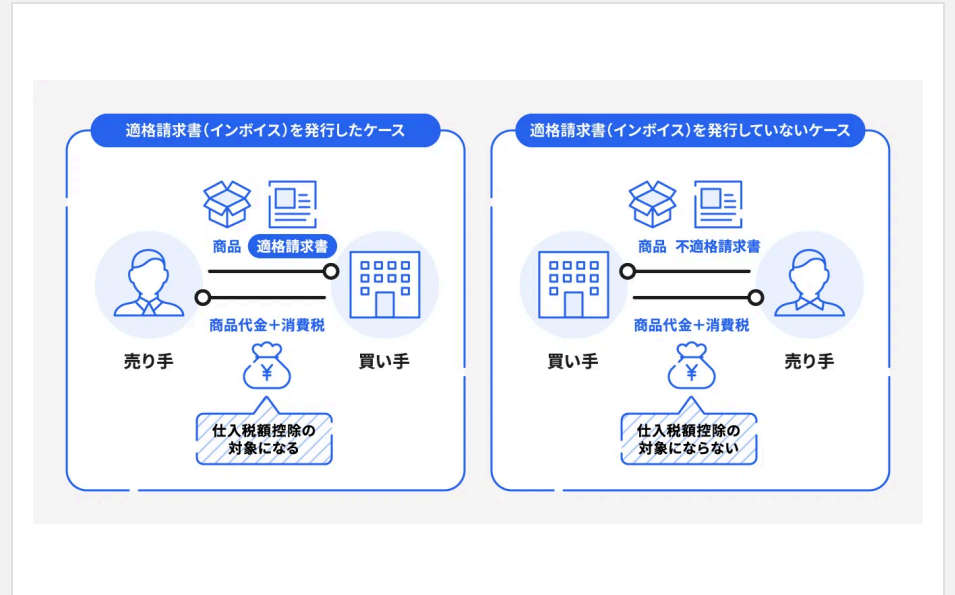 適格請求書（インボイス）を発行したケース
商品 適格請求書
商品代金＋消費税
売り手
買い手
¥
仕入税額控除の
対象になる
適格請求書（インボイス）を発行していないケース
商品 不適格請求書
商品代金＋消費税
買い手
売り手
¥
仕入税額控除の
対象にならない